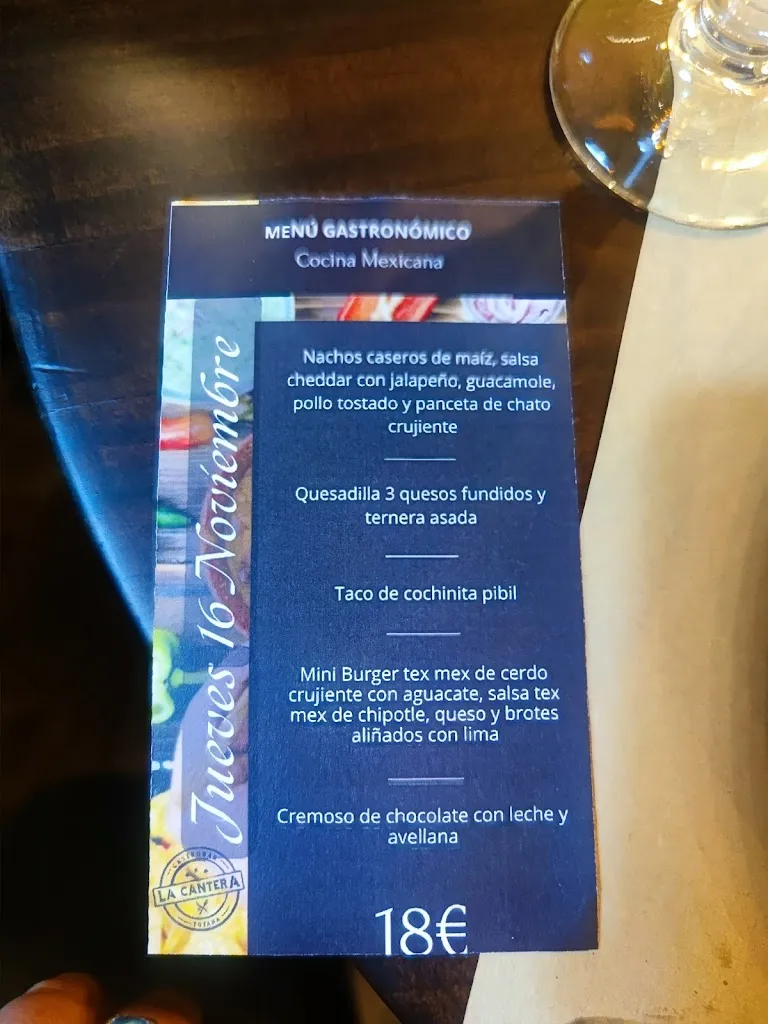 MENÚ GASTRONÓMICO
Cocina Mexicana
Jueves 16 Noviembre
Nachos caseros de maíz, salsa
cheddar con jalapeño, guacamole,
pollo tostado y panceta de chato
crujiente
Quesadilla 3 quesos fundidos y
ternera asada
Taco de cochinita pibil
Mini Burger tex mex de cerdo
crujiente con aguacate, salsa tex
mex de chipotle, queso y brotes
aliñados con lima
Cremoso de chocolate con leche y
avellana
18€
GASTROBAR
LA CANTERA
TOTANA